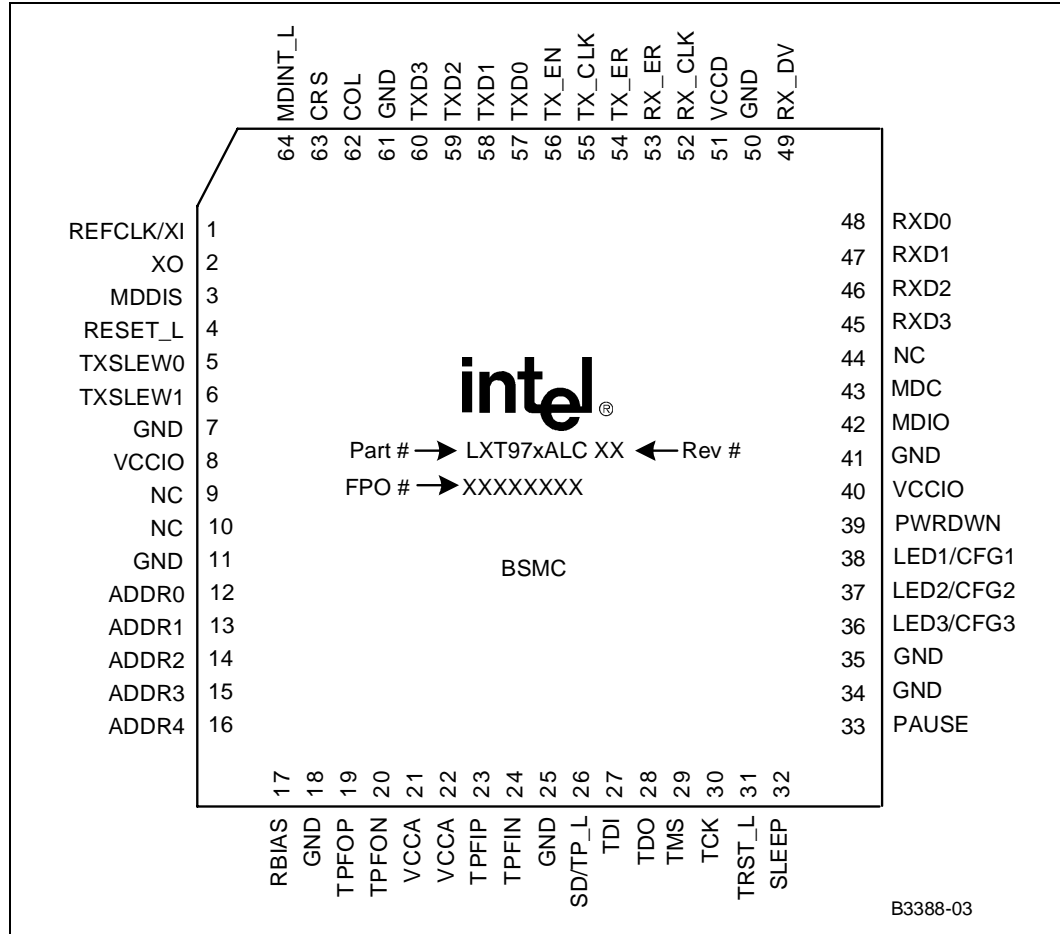 64 MDINT_L
63 CRS
62 COL
61 GND
60 TXD3
59 TXD2
58 TXD1
57 TXD0
56 TX_EN
55 TX_CLK
54 TX_ER
53 RX_ER
52 RX_CLK
51 VCCD
50 GND
49 RX_DV
REFCLK/XI 1
XO 2
MDDIS 3
RESET_L 4
TXSLEW0 5
TXSLEW1 6
GND 7
VCCIO 8
NC 9
NC 10
GND 11
ADDR0 12
ADDR1 13
ADDR2 14
ADDR3 15
ADDR4 16
intel ®
Part # LXT97xALC XX Rev #
FPO # XXXXXXXX
BSMC
48 RXD0
47 RXD1
46 RXD2
45 RXD3
44 NC
43 MDC
42 MDIO
41 GND
40 VCCIO
39 PWRDWN
38 LED1/CFG1
37 LED2/CFG2
36 LED3/CFG3
35 GND
34 GND
33 PAUSE
RBIAS 17
GND 18
TPFOP 19
TPFON 20
VCCA 21
VCCA 22
TPFIP 23
TPFIN 24
GND 25
SD/TP_L 26
TDI 27
TDO 28
TMS 29
TCK 30
TRST_L 31
SLEEP 32
B3388-03